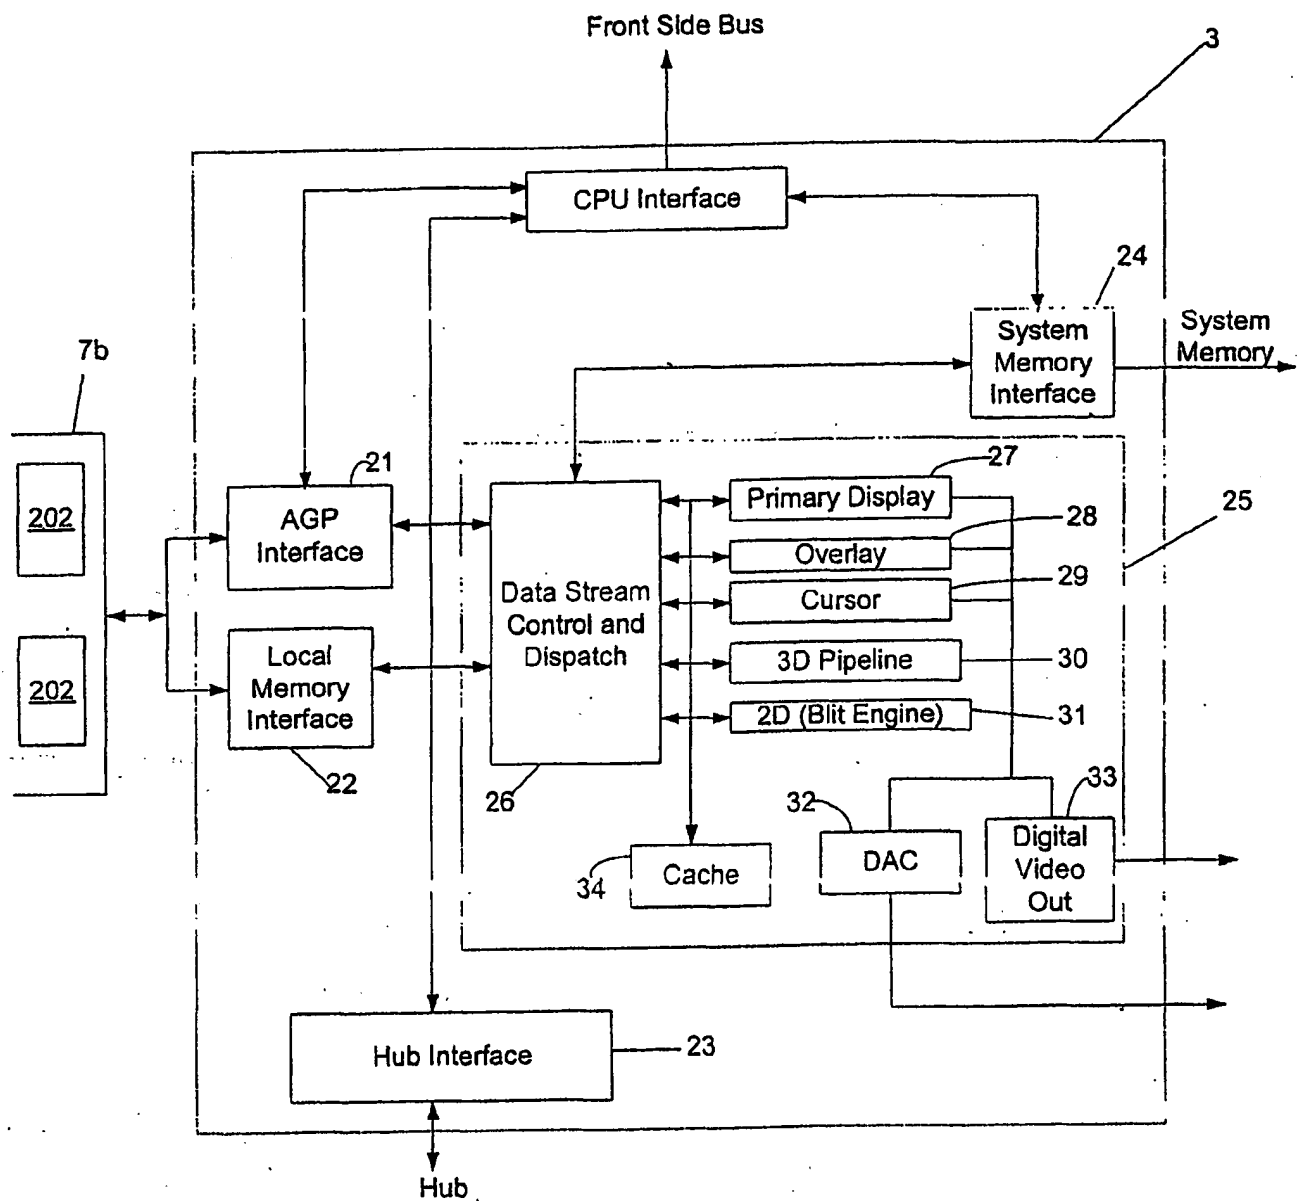 Front Side Bus
3
CPU Interface
24
System
Memory
Interface
System
Memory
7b
202
202
21
AGP
Interface
Local
Memory
Interface
22
Data Stream
Control and
Dispatch
26
27
Primary Display
28
Overlay
29
Cursor
25
3D Pipeline
30
2D (Blit Engine)
31
32
DAC
33
Digital
Video
Out
34
Cache
Hub Interface
23
Hub